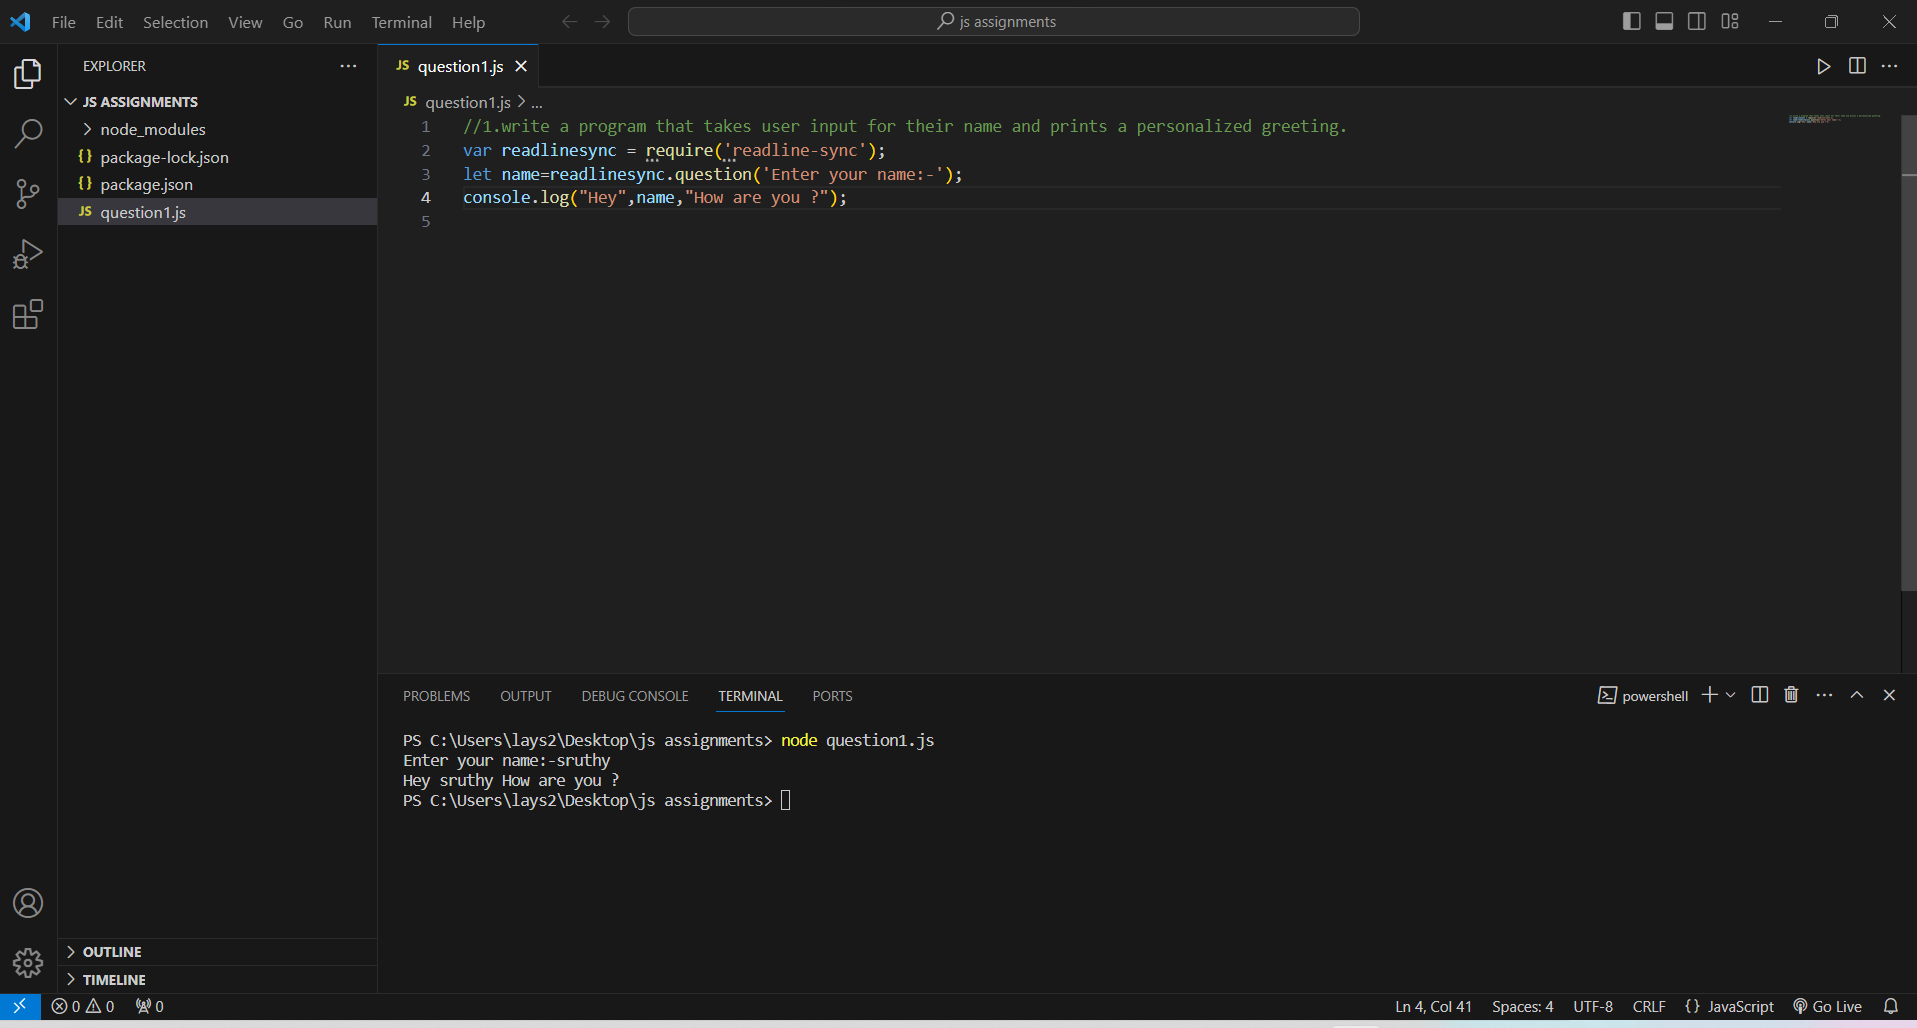 File Edit Selection View Go Run Terminal Help
js assignments
EXPLORER
JS ASSIGNMENTS
node_modules
{} package-lock.json
{} package.json
JS question1.js
JS question1.js
JS question1.js > ...
1 //1.write a program that takes user input for their name and prints a personalized greeting.
2 var readlinesync = require('readline-sync');
3 let name=readlinesync.question('Enter your name:-');
4 console.log("Hey",name,"How are you ?");
5
PROBLEMS OUTPUT DEBUG CONSOLE TERMINAL PORTS
powershell
PS C:\Users\lays2\Desktop\js assignments> node question1.js
Enter your name:-sruthy
Hey sruthy How are you ?
PS C:\Users\lays2\Desktop\js assignments>
OUTLINE
TIMELINE
0 0 0
Ln 4, Col 41 Spaces: 4 UTF-8 CRLF {} JavaScript Go Live